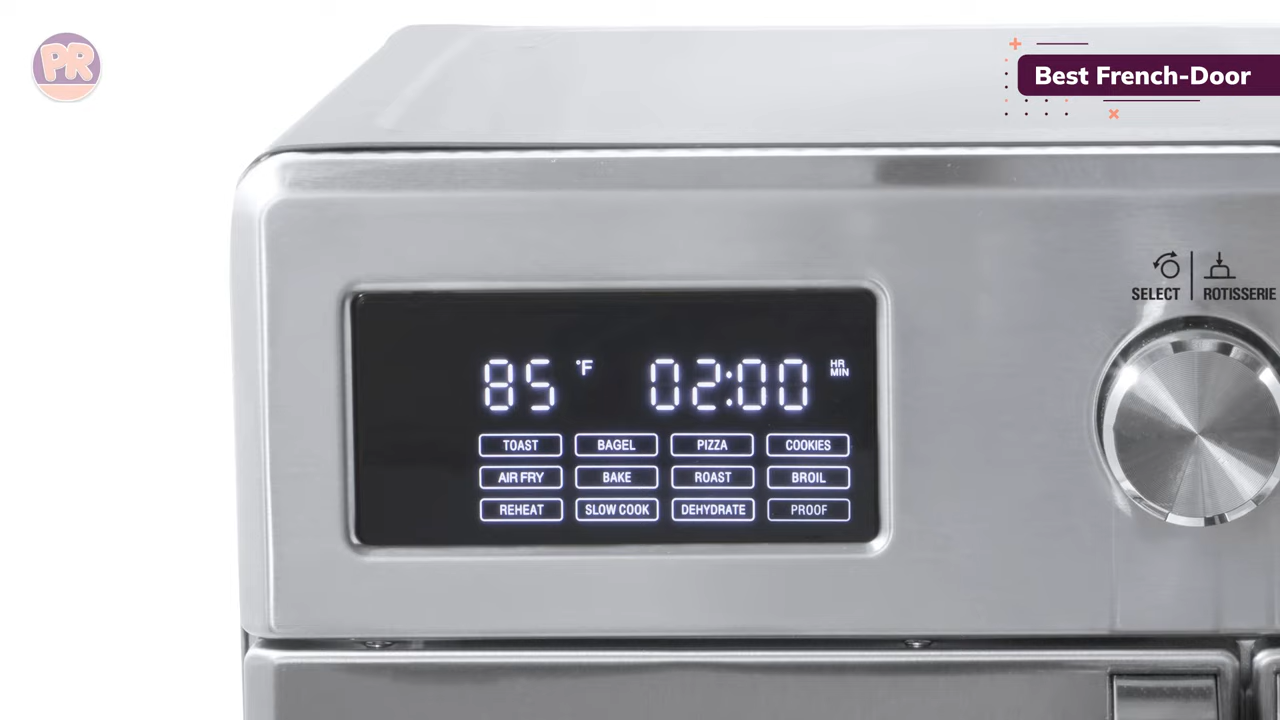 PR
Best French-Door
SELECT | ROTISSERIE
85 °F 02:00 HR MIN
TOAST BAGEL PIZZA COOKIES
AIR FRY BAKE ROAST BROIL
REHEAT SLOW COOK DEHYDRATE PROOF